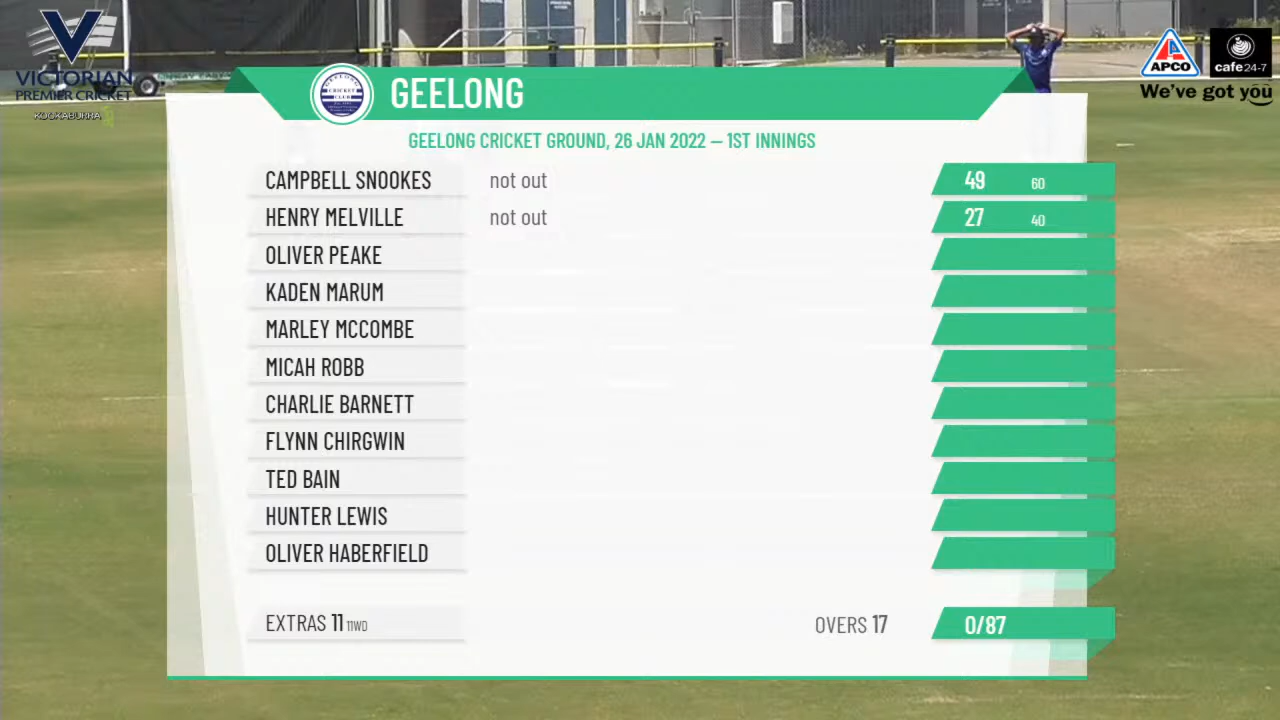 VICTORIAN
PREMIER CRICKET
KOOKABURRA
APCO
cafe24-7
We've got you
GEELONG CRICKET CLUB
GEELONG
GEELONG CRICKET GROUND, 26 JAN 2022 – 1ST INNINGS
CAMPBELL SNOOKES not out 49 60
HENRY MELVILLE not out 27 40
OLIVER PEAKE
KADEN MARUM
MARLEY MCCOMBE
MICAH ROBB
CHARLIE BARNETT
FLYNN CHIRGWIN
TED BAIN
HUNTER LEWIS
OLIVER HABERFIELD
EXTRAS 11 11WD OVERS 17 0/87